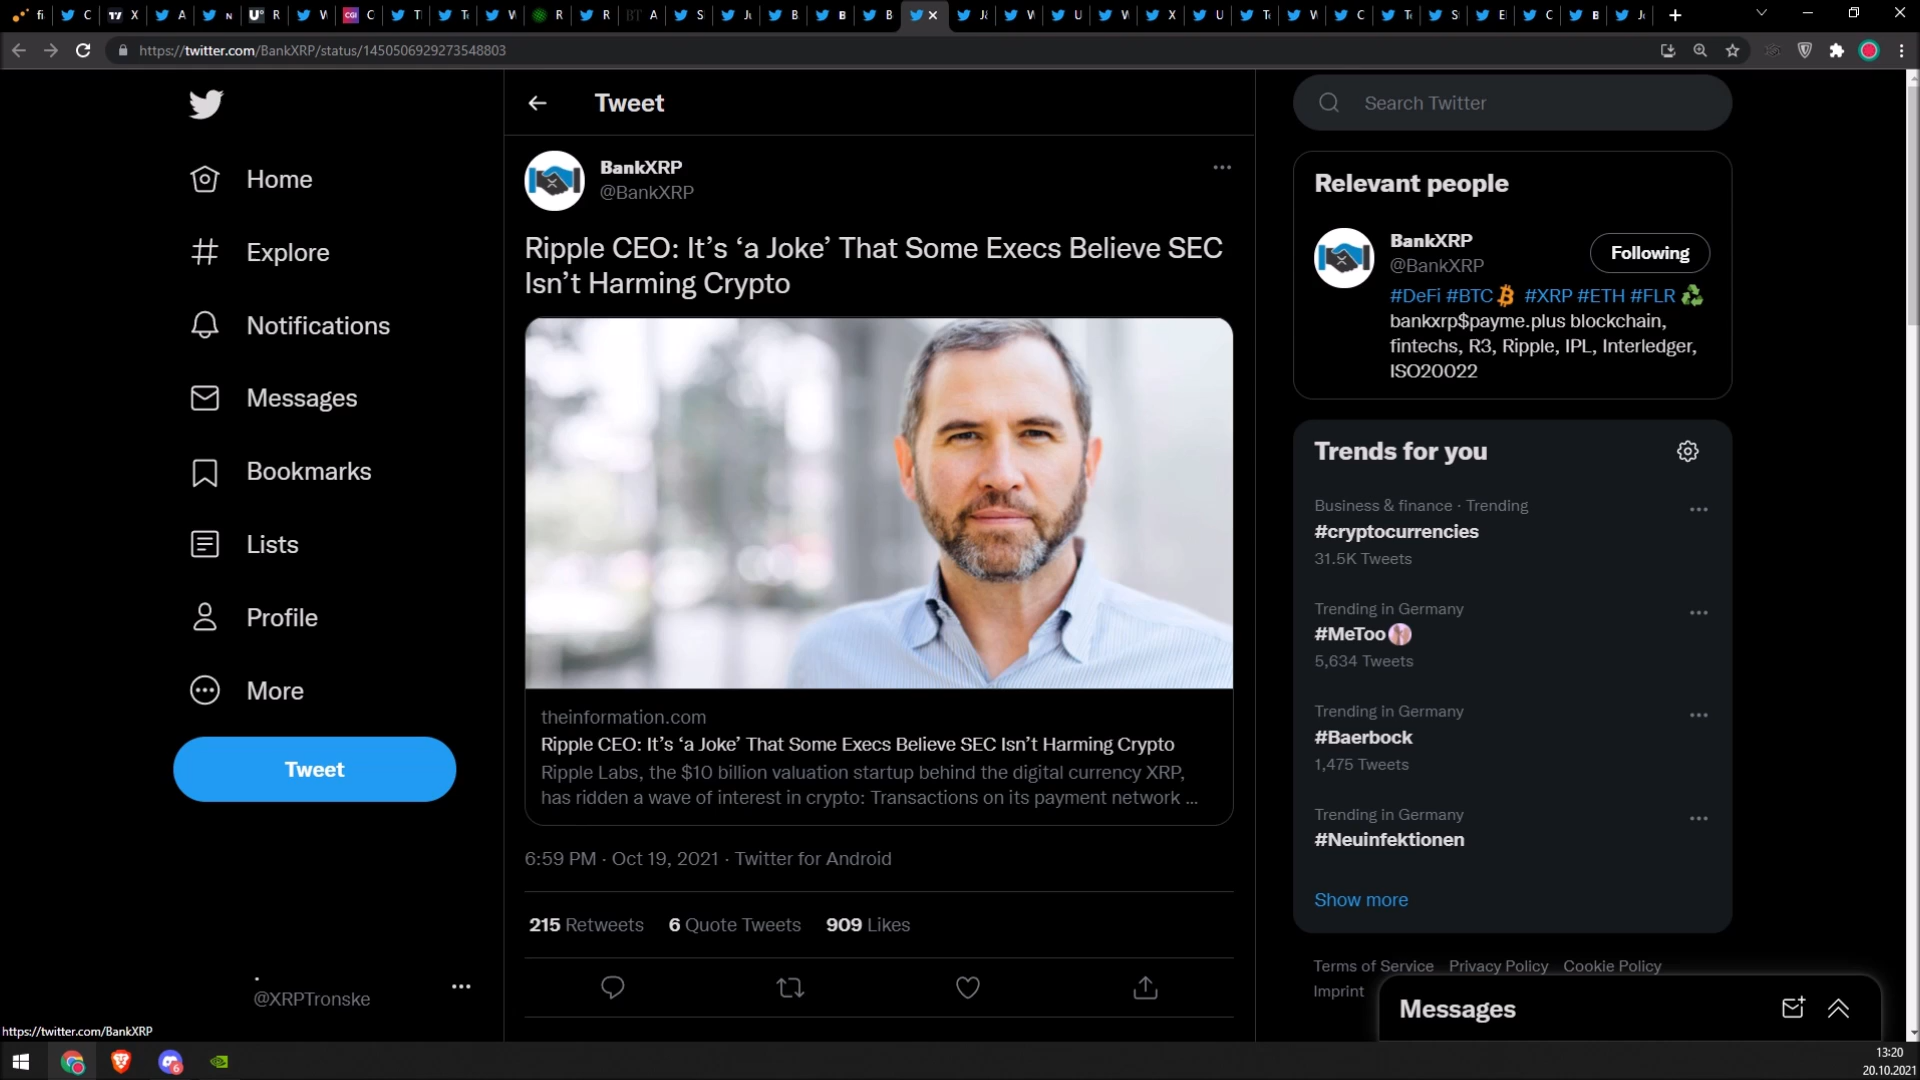 https://twitter.com/BankXRP/status/1450506929273548803
Tweet
Search Twitter
BankXRP
@BankXRP
Ripple CEO: It’s ‘a Joke’ That Some Execs Believe SEC
Isn’t Harming Crypto
theinformation.com
Ripple CEO: It’s ‘a Joke’ That Some Execs Believe SEC Isn’t Harming Crypto
Ripple Labs, the $10 billion valuation startup behind the digital currency XRP,
has ridden a wave of interest in crypto: Transactions on its payment network ...
6:59 PM · Oct 19, 2021 · Twitter for Android
215 Retweets 6 Quote Tweets 909 Likes
Home
Explore
Notifications
Messages
Bookmarks
Lists
Profile
More
Tweet
@XRPTronske
Relevant people
BankXRP
@BankXRP
Following
#DeFi #BTC #XRP #ETH #FLR
bankxrp$payme.plus blockchain,
fintechs, R3, Ripple, IPL, Interledger,
ISO20022
Trends for you
Business & finance · Trending
#cryptocurrencies
31.5K Tweets
Trending in Germany
#MeToo
5,634 Tweets
Trending in Germany
#Baerbock
1,475 Tweets
Trending in Germany
#Neuinfektionen
Show more
Terms of Service Privacy Policy Cookie Policy
Imprint
Messages
https://twitter.com/BankXRP
13:20
20.10.2021